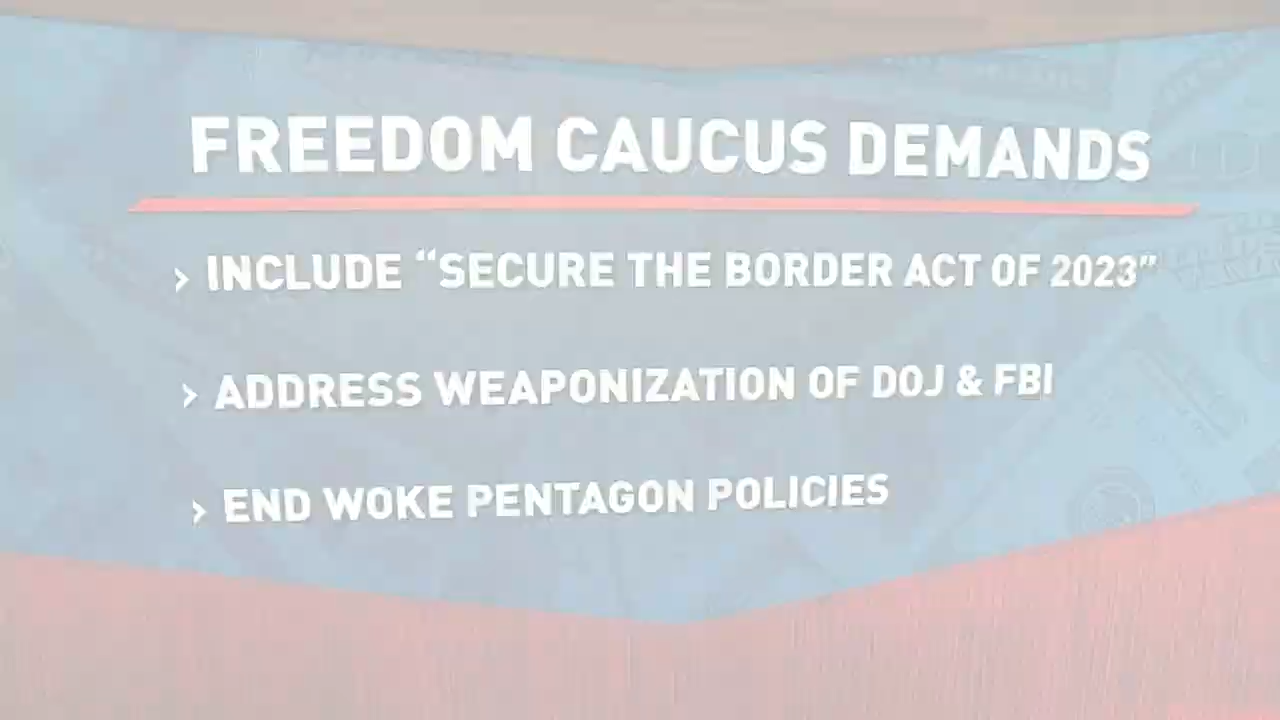 FREEDOM CAUCUS DEMANDS
› INCLUDE “SECURE THE BORDER ACT OF 2023”
› ADDRESS WEAPONIZATION OF DOJ & FBI
› END WOKE PENTAGON POLICIES